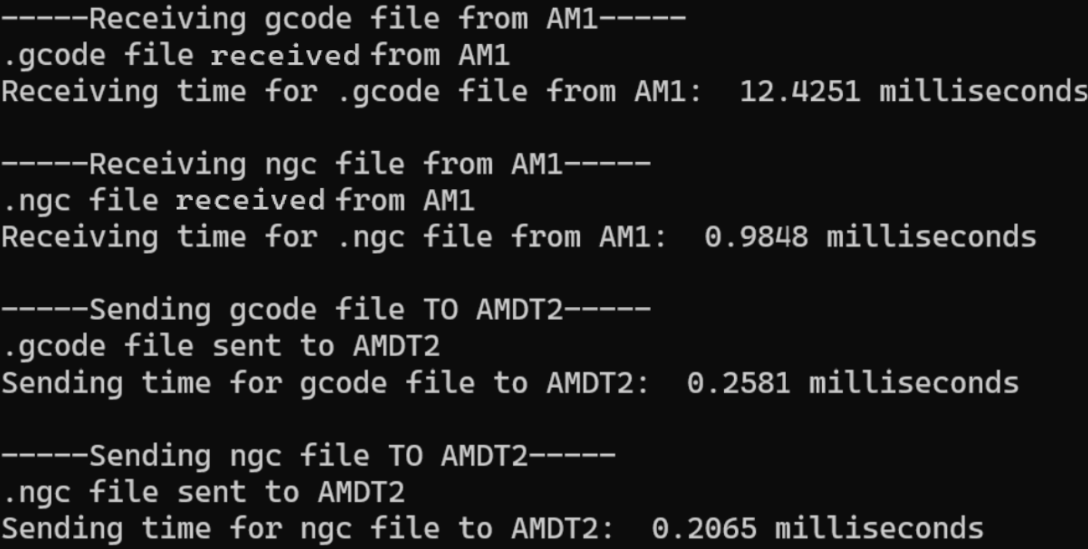 -----Receiving gcode file from AM1-----
.gcode file received from AM1
Receiving time for .gcode file from AM1:  12.4251 milliseconds
-----Receiving ngc file from AM1-----
.ngc file received from AM1
Receiving time for .ngc file from AM1:  0.9848 milliseconds
-----Sending gcode file TO AMDT2-----
.gcode file sent to AMDT2
Sending time for gcode file to AMDT2:  0.2581 milliseconds
-----Sending ngc file TO AMDT2-----
.ngc file sent to AMDT2
Sending time for ngc file to AMDT2:  0.2065 milliseconds